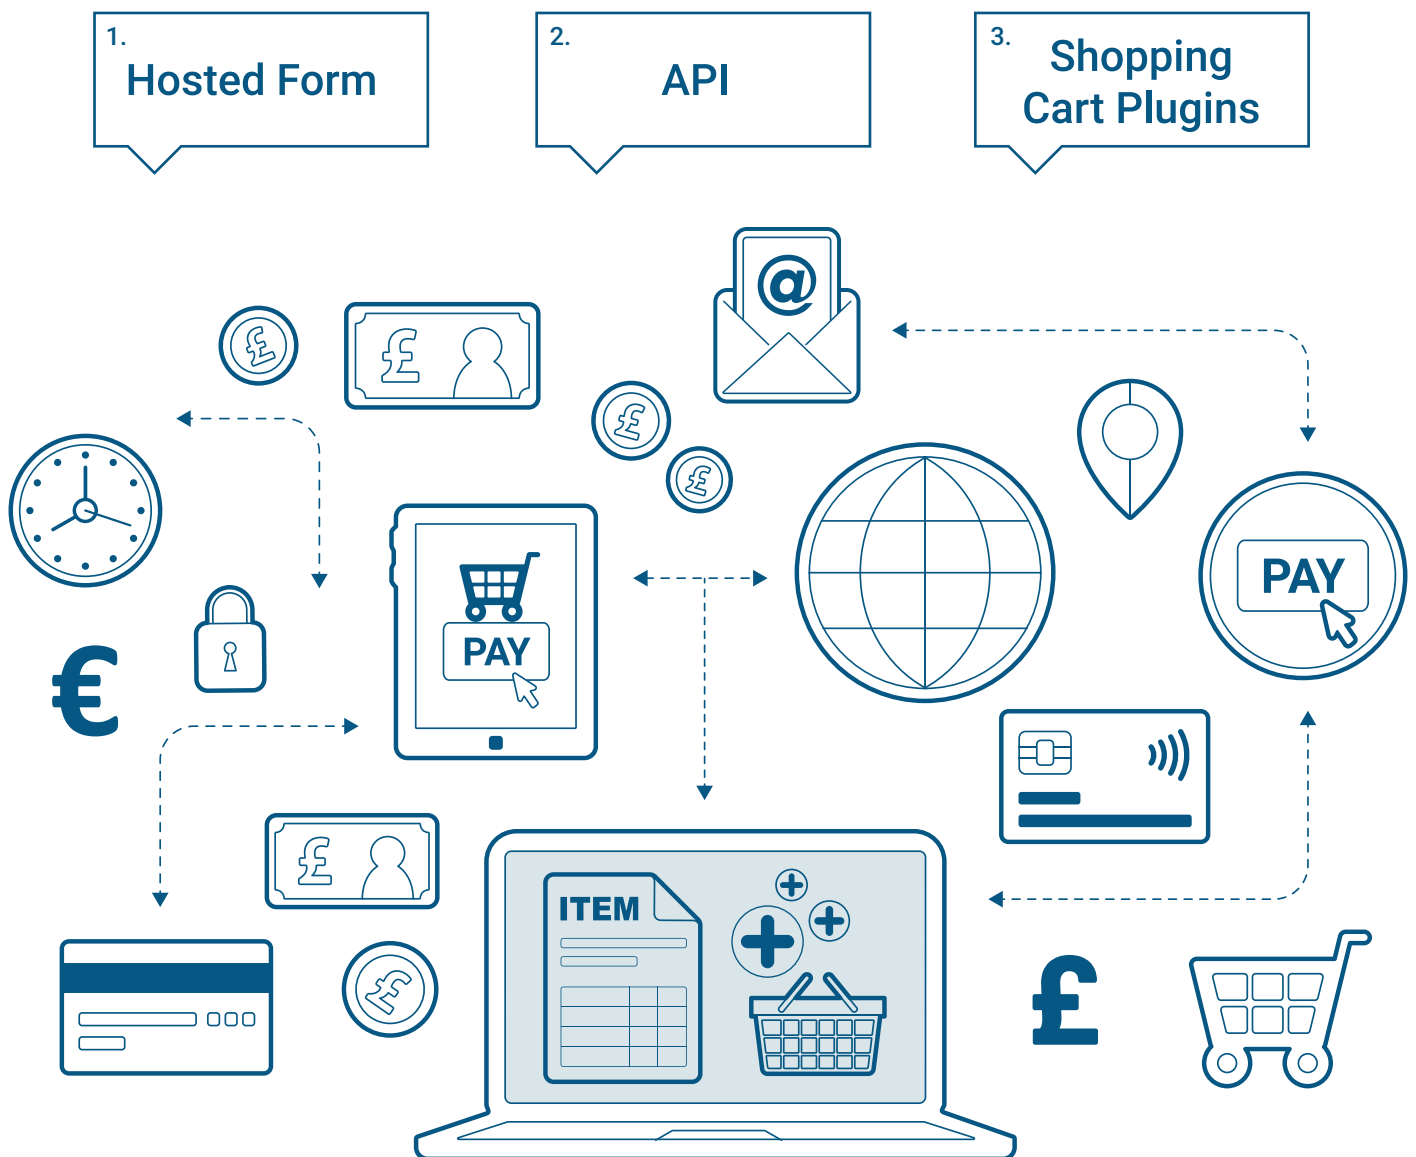 1.
Hosted Form
2.
API
3.
Shopping
Cart Plugins
£
£
@
£
£
PAY
PAY
€
£
ITEM
£
£